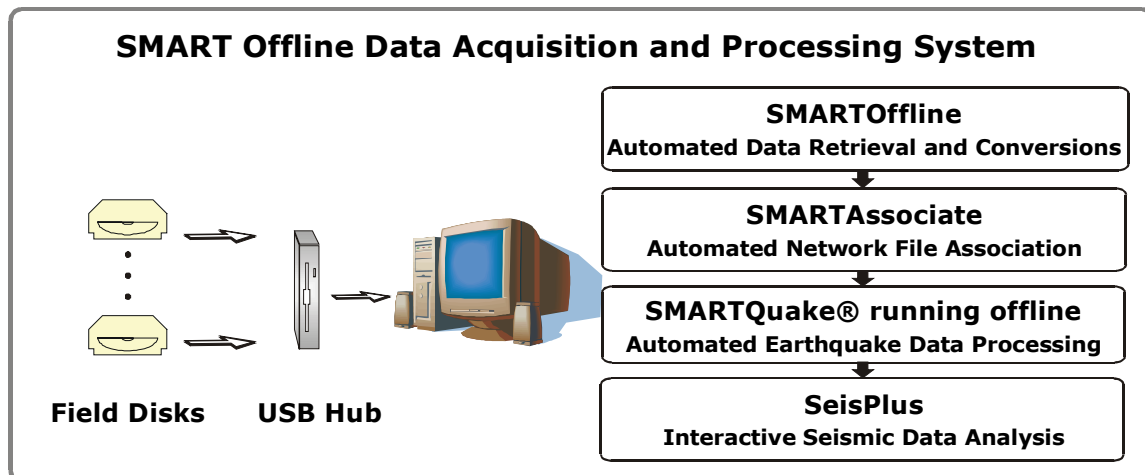 SMART Offline Data Acquisition and Processing System
SMARTOffline
Automated Data Retrieval and Conversions
SMARTAssociate
Automated Network File Association
SMARTQuake® running offline
Automated Earthquake Data Processing
SeisPlus
Interactive Seismic Data Analysis
Field Disks
USB Hub